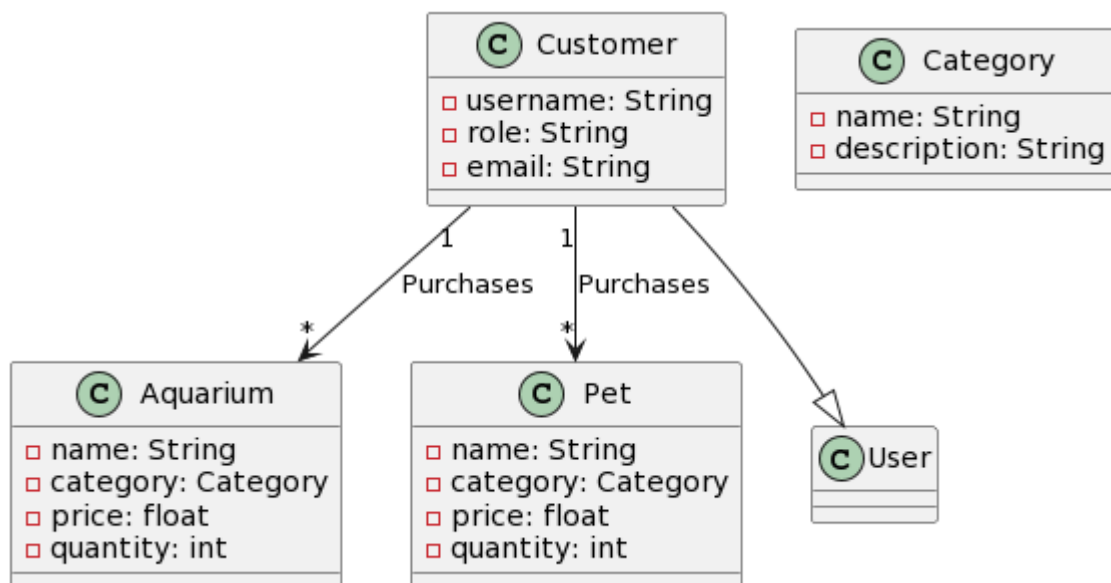 C Customer
username: String
role: String
email: String
C Category
name: String
description: String
1
Purchases
*
1
Purchases
*
C Aquarium
name: String
category: Category
price: float
quantity: int
C Pet
name: String
category: Category
price: float
quantity: int
C User